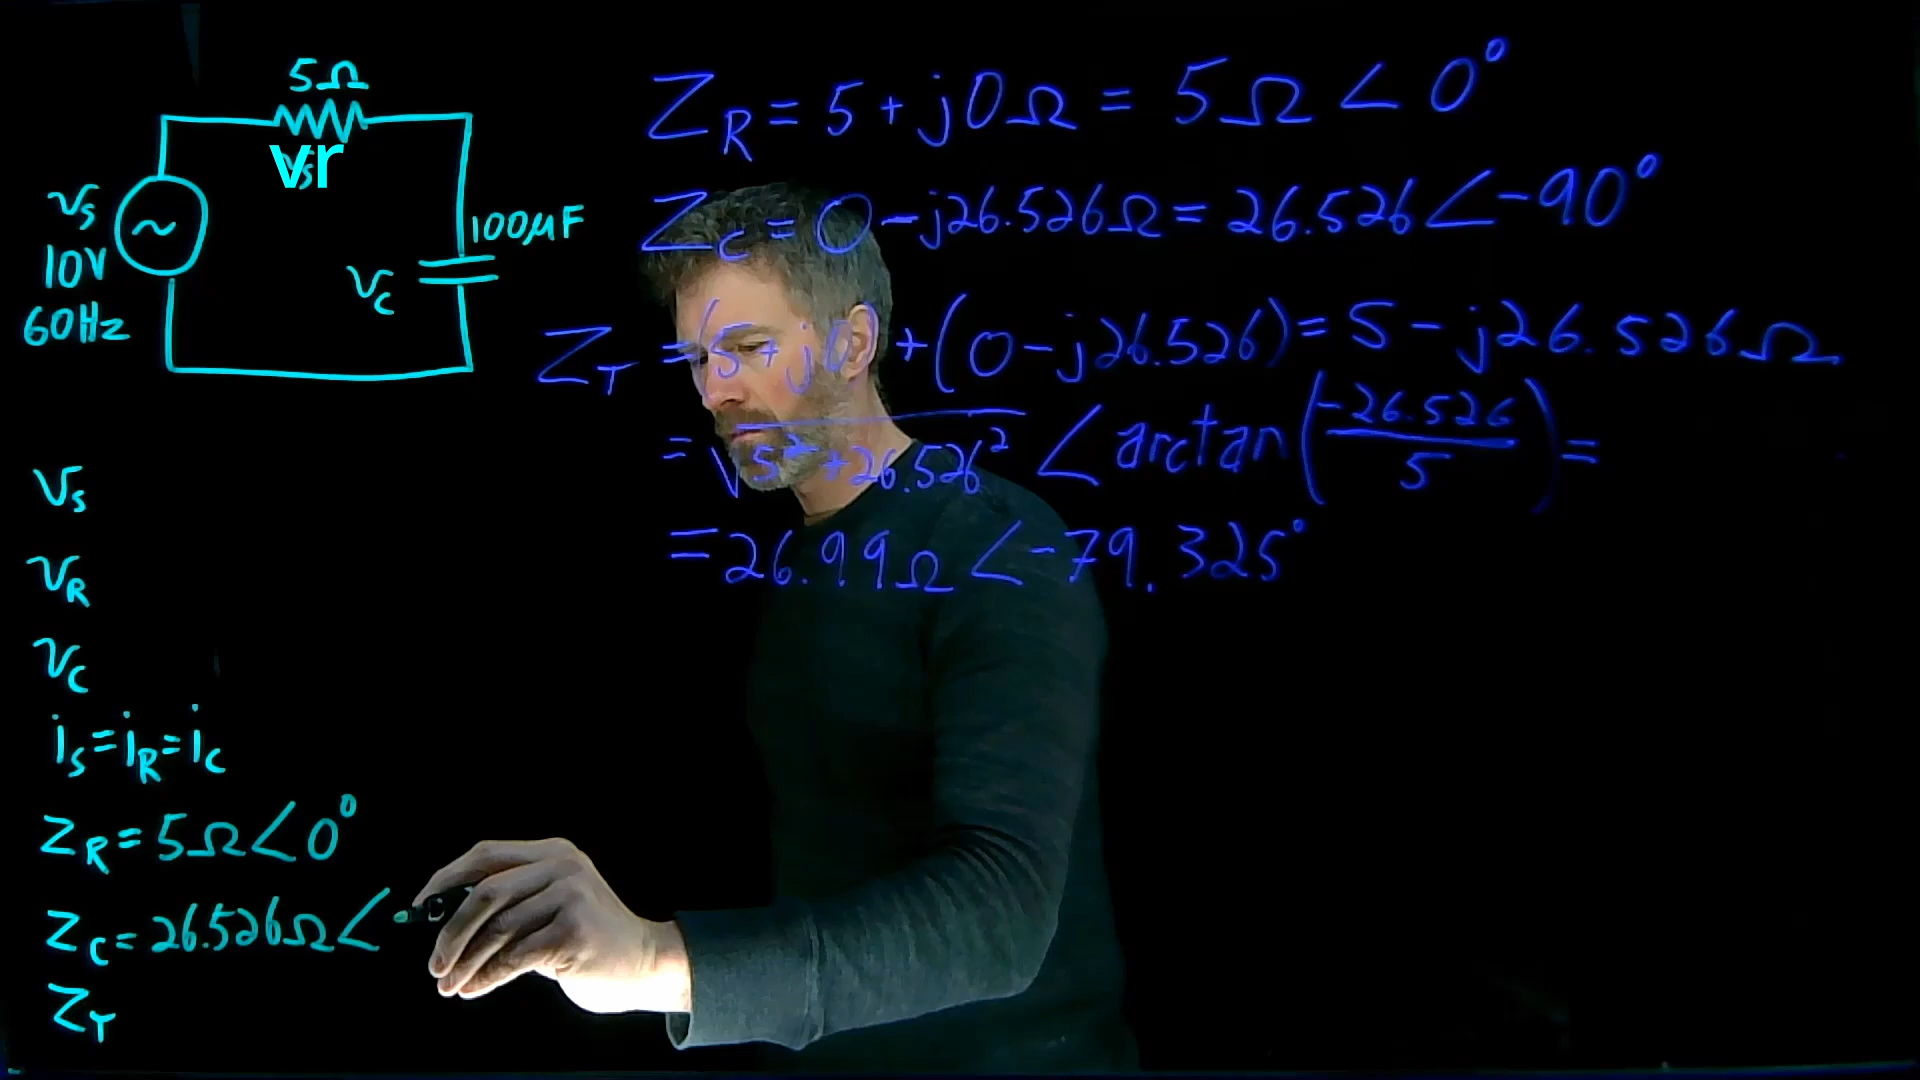 5Ω
vr
vs
10V
60Hz
100μF
vc
ZR = 5 + j0Ω = 5Ω∠0°
Zc = 0 - j26.526Ω = 26.526∠-90°
ZT = (5 + j0) + (0 - j26.526) = 5 - j26.526Ω
= √5² + 26.526² ∠arctan(-26.526/5) =
= 26.99Ω∠-79.325°
vs
vR
vc
is = iR = ic
ZR = 5Ω∠0°
Zc = 26.526Ω∠
ZT